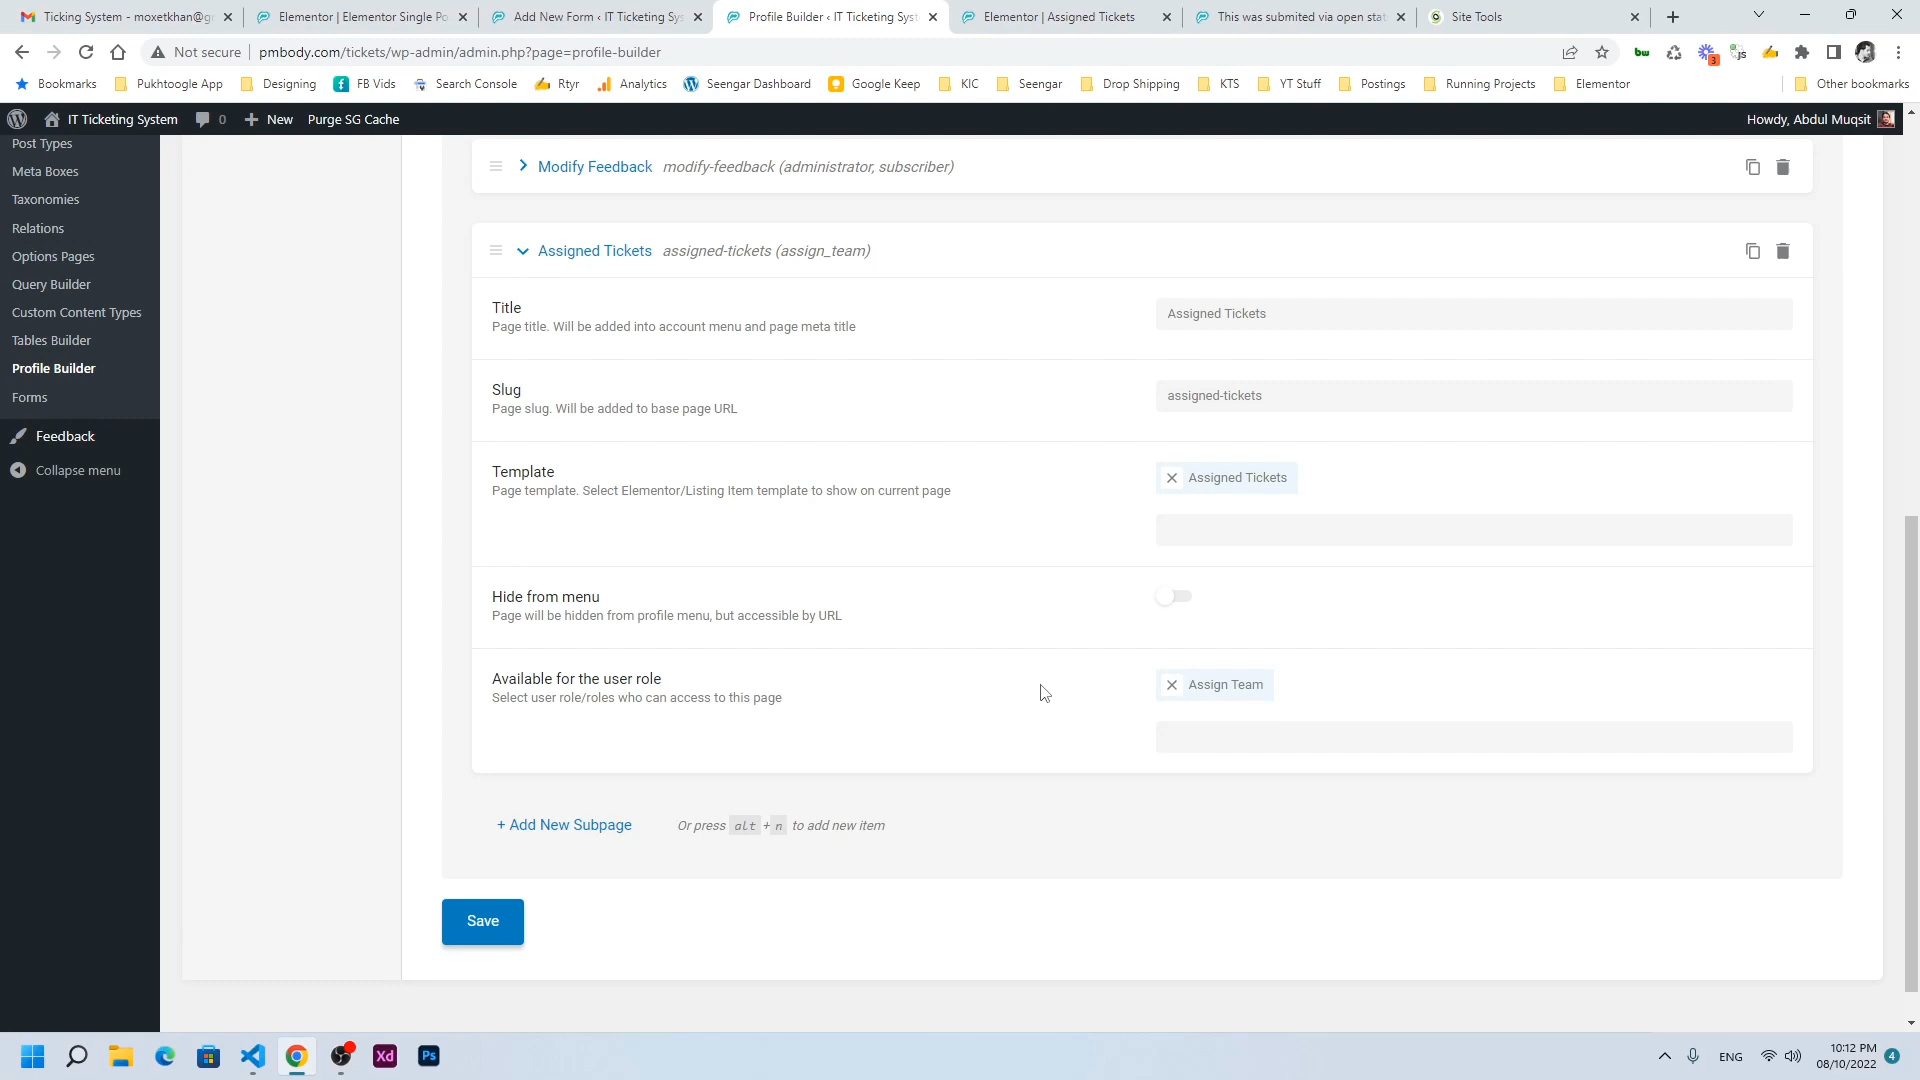 Ticking System - moxetkhan@gr
Elementor | Elementor Single Po
Add New Form ‹ IT Ticketing Sys
Profile Builder ‹ IT Ticketing Syst
Elementor | Assigned Tickets
This was submited via open stat
Site Tools
Not secure
pmbody.com/tickets/wp-admin/admin.php?page=profile-builder
bw
3
js
Bookmarks
Pukhtoogle App
Designing
FB Vids
Search Console
Rtyr
Analytics
Seengar Dashboard
Google Keep
KIC
Seengar
Drop Shipping
KTS
YT Stuff
Postings
Running Projects
Elementor
Other bookmarks
IT Ticketing System
0
New
Purge SG Cache
Howdy, Abdul Muqsit
Post Types
Meta Boxes
Taxonomies
Relations
Options Pages
Query Builder
Custom Content Types
Tables Builder
Profile Builder
Forms
Feedback
Collapse menu
Modify Feedback modify-feedback (administrator, subscriber)
Assigned Tickets assigned-tickets (assign_team)
Title
Page title. Will be added into account menu and page meta title
Assigned Tickets
Slug
Page slug. Will be added to base page URL
assigned-tickets
Template
Page template. Select Elementor/Listing Item template to show on current page
Assigned Tickets
Hide from menu
Page will be hidden from profile menu, but accessible by URL
Available for the user role
Select user role/roles who can access to this page
Assign Team
+ Add New Subpage
Or press alt + n to add new item
Save
Xd
Ps
ENG
10:12 PM
08/10/2022
4